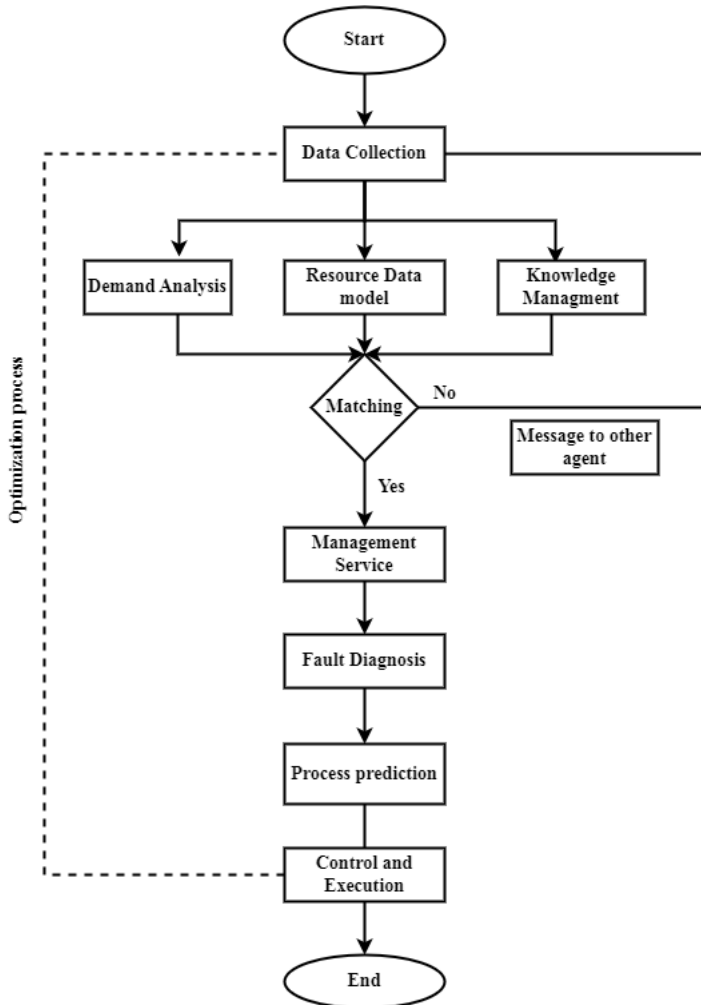 Start
Data Collection
Demand Analysis
Resource Data
model
Knowledge
Managment
Optimization process
Matching
No
Message to other
agent
Yes
Management
Service
Fault Diagnosis
Process prediction
Control and
Execution
End